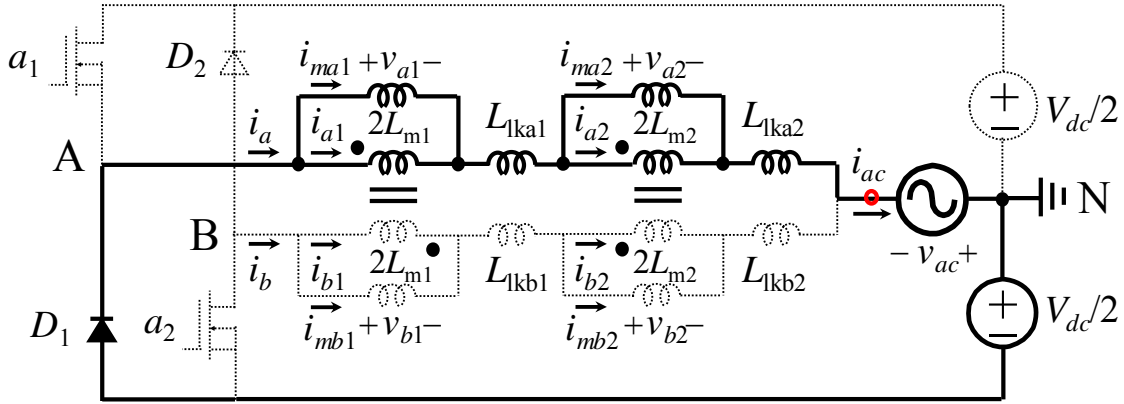 a1
D2
ima1 +va1−
ima2 +va2−
+
−
Vdc/2
ia
ia1
2Lm1
Llka1
ia2
2Lm2
Llka2
A
iac
N
B
− vac +
ib
ib1
2Lm1
Llkb1
ib2
2Lm2
Llkb2
imb1 +vb1−
imb2 +vb2−
D1
a2
+
−
Vdc/2